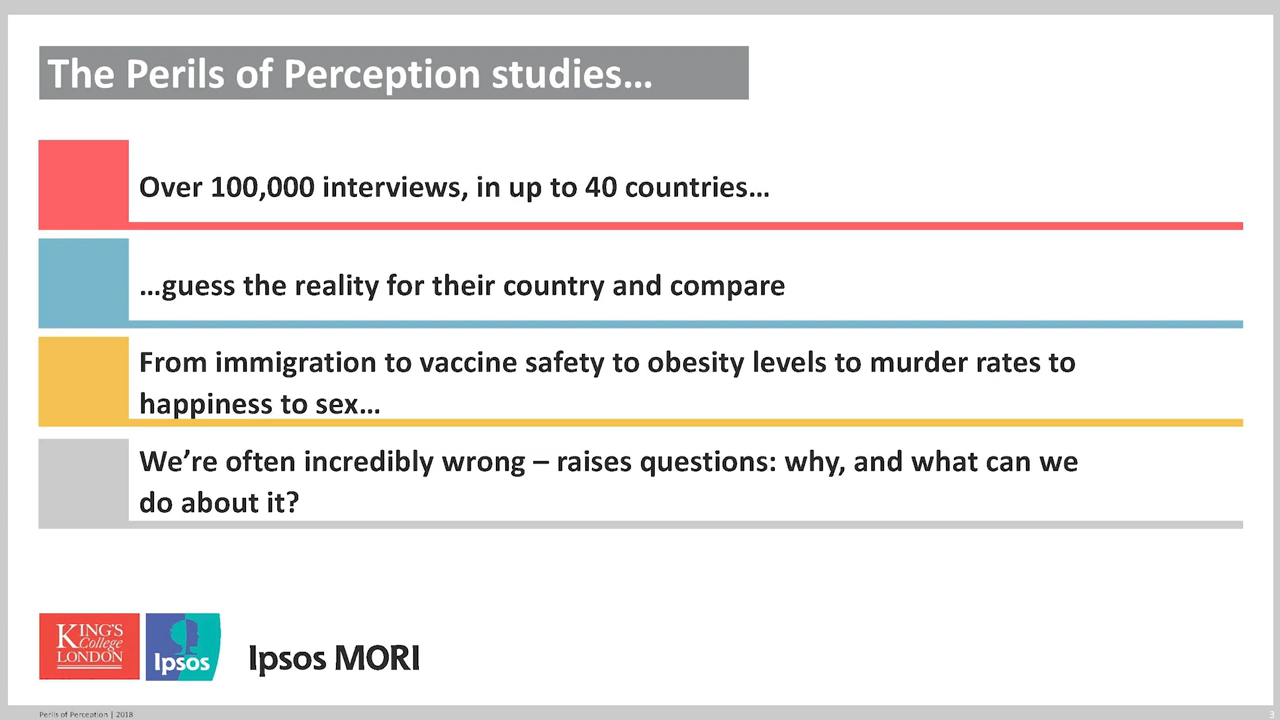 The Perils of Perception studies…
Over 100,000 interviews, in up to 40 countries…
…guess the reality for their country and compare
From immigration to vaccine safety to obesity levels to murder rates to
happiness to sex…
We’re often incredibly wrong – raises questions: why, and what can we
do about it?
KING'S
College
LONDON
Ipsos
Ipsos MORI
Perils of Perception | 2018
3